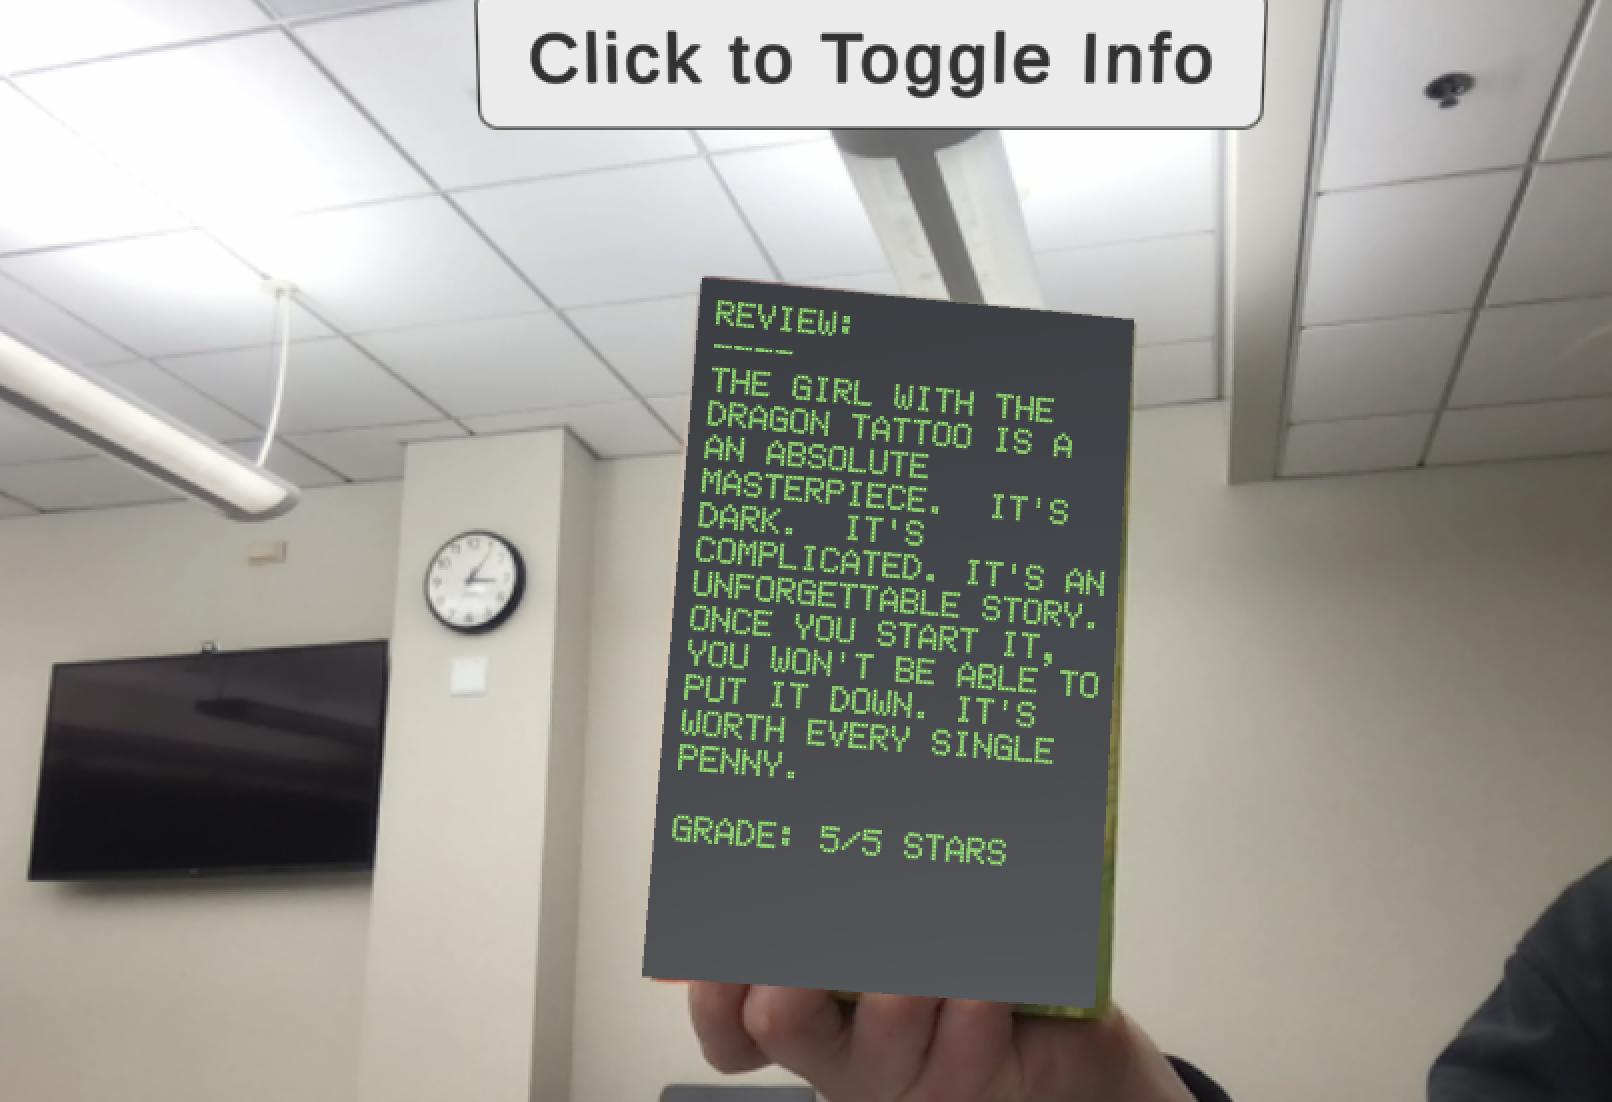 Click to Toggle Info
REVIEW:
----
THE GIRL WITH THE
DRAGON TATTOO IS A
AN ABSOLUTE
MASTERPIECE.  IT'S
DARK.  IT'S
COMPLICATED. IT'S AN
UNFORGETTABLE STORY.
ONCE YOU START IT,
YOU WON'T BE ABLE TO
PUT IT DOWN. IT'S
WORTH EVERY SINGLE
PENNY.
GRADE: 5/5 STARS